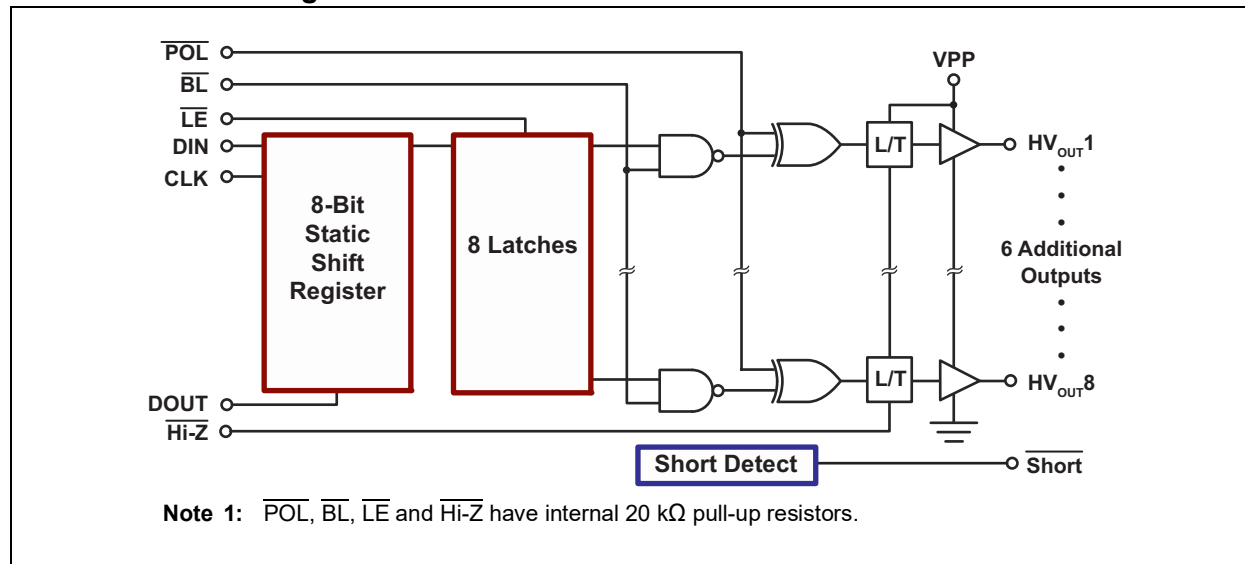 POL
BL
LE
DIN
CLK
DOUT
Hi-Z
8-Bit
Static
Shift
Register
8 Latches
VPP
L/T
HVOUT1
6 Additional
Outputs
L/T
HVOUT8
Short Detect
Short
Note 1: POL, BL, LE and Hi-Z have internal 20 kΩ pull-up resistors.